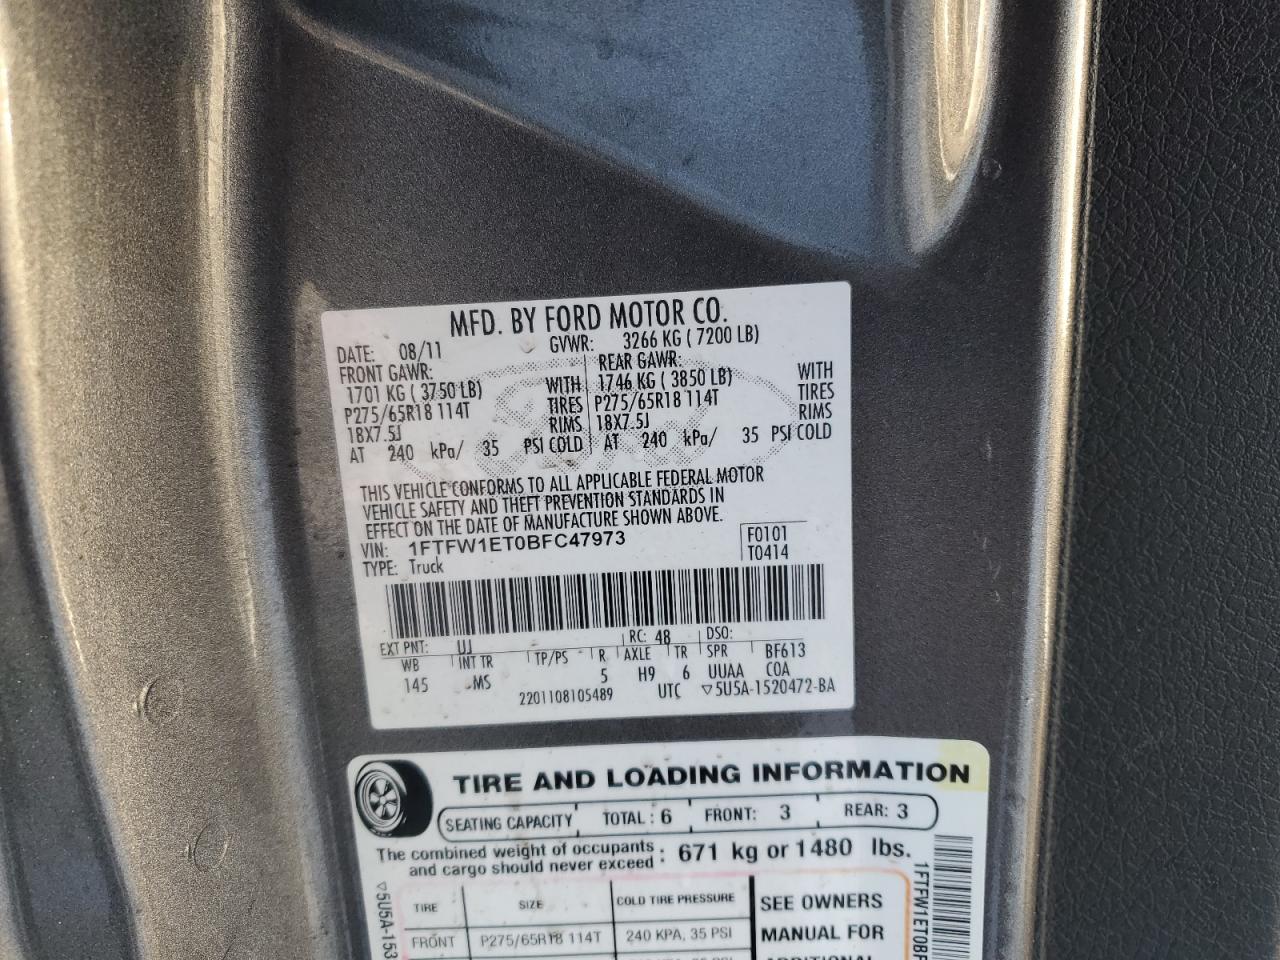 MFD. BY FORD MOTOR CO.
DATE: 08/11 GVWR: 3266 KG ( 7200 LB)
FRONT GAWR: REAR GAWR:
1701 KG ( 3750 LB) WITH 1746 KG ( 3850 LB) WITH
P275/65R18 114T TIRES P275/65R18 114T TIRES
18X7.5J RIMS 18X7.5J RIMS
AT 240 kPa/ 35 PSI COLD AT 240 kPa/ 35 PSI COLD
THIS VEHICLE CONFORMS TO ALL APPLICABLE FEDERAL MOTOR
VEHICLE SAFETY AND THEFT PREVENTION STANDARDS IN
EFFECT ON THE DATE OF MANUFACTURE SHOWN ABOVE.
VIN: 1FTFW1ET0BFC47973 F0101
TYPE: Truck T0414
EXT PNT: UJ RC: 48 DSO:
WB INT TR TP/PS R AXLE TR SPR BF613
145 MS 5 H9 6 UUAA COA
2201108105489 UTC ▽5U5A-1520472-BA
TIRE AND LOADING INFORMATION
SEATING CAPACITY TOTAL : 6 FRONT: 3 REAR: 3
The combined weight of occupants
and cargo should never exceed : 671 kg or 1480 lbs.
TIRE SIZE COLD TIRE PRESSURE SEE OWNERS
FRONT P275/65R18 114T 240 KPA, 35 PSI MANUAL FOR
ADDITIONAL
▽5U5A-153
1FTFW1ET0BF